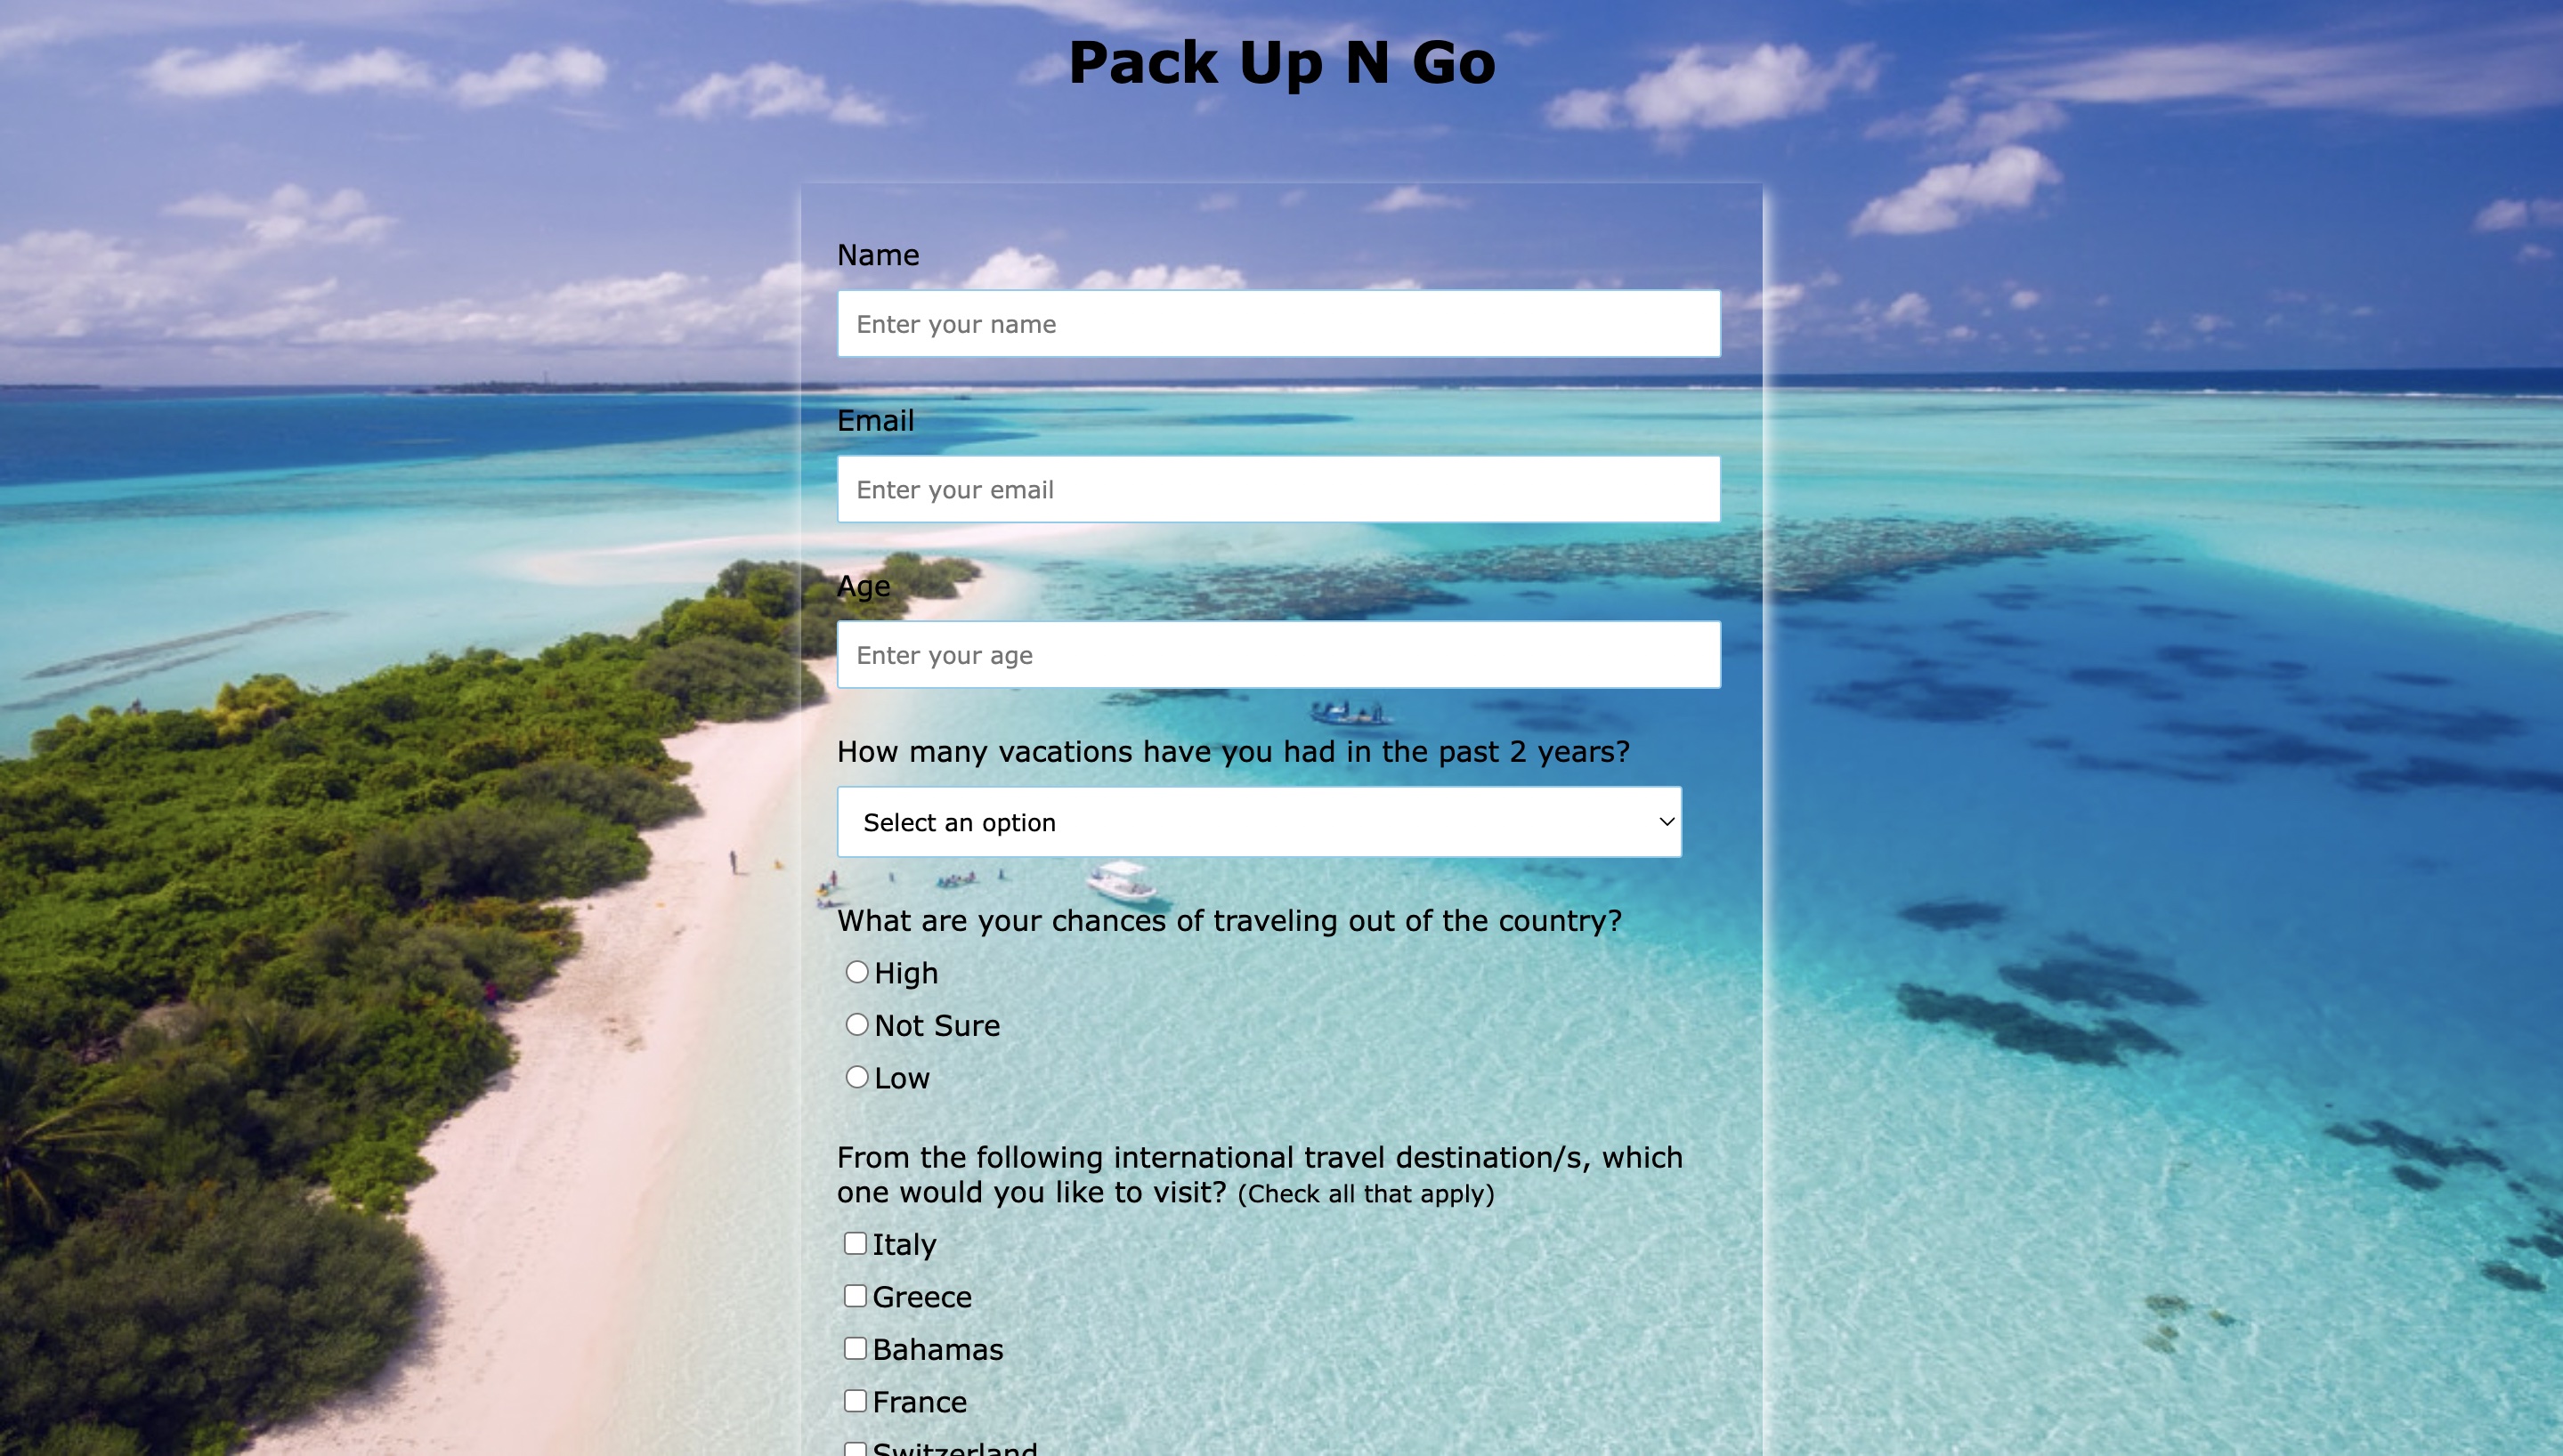 Pack Up N Go
Name
Enter your name
Email
Enter your email
Age
Enter your age
How many vacations have you had in the past 2 years?
Select an option
What are your chances of traveling out of the country?
High
Not Sure
Low
From the following international travel destination/s, which
one would you like to visit? (Check all that apply)
Italy
Greece
Bahamas
France
Switzerland